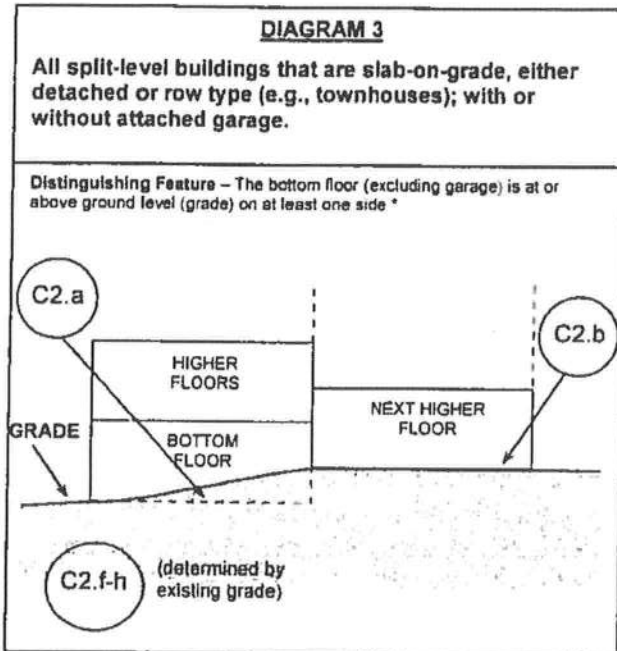 DIAGRAM 3
All split-level buildings that are slab-on-grade, either
detached or row type (e.g., townhouses); with or
without attached garage.
Distinguishing Feature – The bottom floor (excluding garage) is at or
above ground level (grade) on at least one side *
C2.a
C2.b
HIGHER
FLOORS
NEXT HIGHER
FLOOR
GRADE
BOTTOM
FLOOR
C2.f-h
(determined by
existing grade)